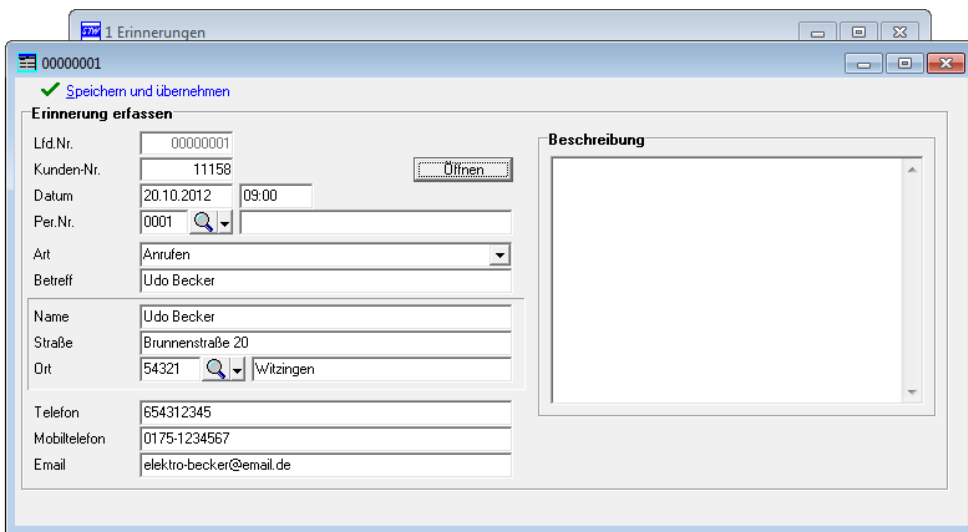 STW 1 Erinnerungen
00000001
Speichern und übernehmen
Erinnerung erfassen
Lfd.Nr. 00000001
Kunden-Nr. 11158 Öffnen
Datum 20.10.2012 09:00
Per.Nr. 0001
Art Anrufen
Betreff Udo Becker
Name Udo Becker
Straße Brunnenstraße 20
Ort 54321 Witzingen
Telefon 654312345
Mobiltelefon 0175-1234567
Email elektro-becker@email.de
Beschreibung